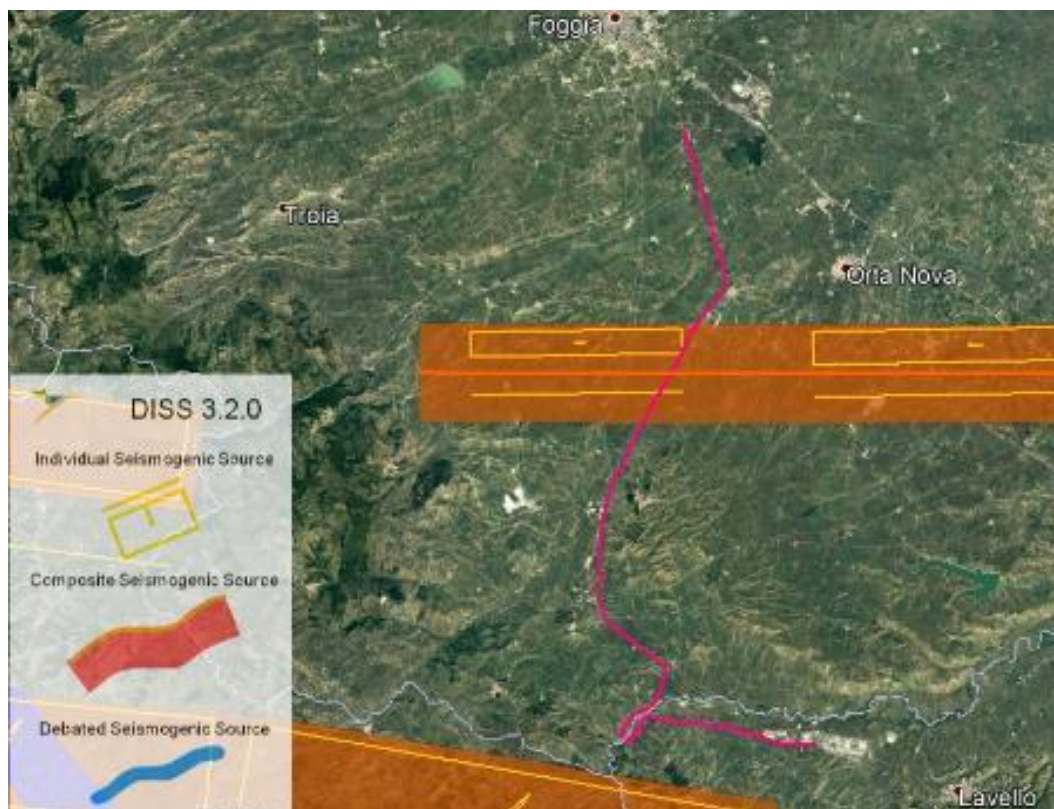 Foggia
Troia
Orta Nova
DISS 3.2.0
Individual Seismogenic Source
Composite Seismogenic Source
Debated Seismogenic Source
Lavello